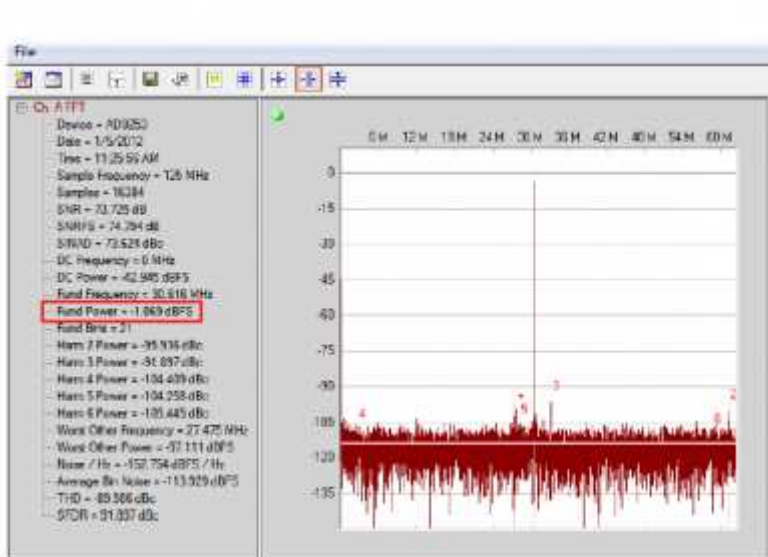 File
Ch. A FFT
Device = AD9253
Date = 1/5/2012
Time = 11:25:56 AM
Sample Frequency = 125 MHz
Samples = 16384
SNR = 73.725 dB
SNRFS = 74.794 dB
SINAD = 73.624 dBc
DC Frequency = 0 MHz
DC Power = -42.945 dBFS
Fund Frequency = 30.616 MHz
Fund Power = -1.069 dBFS
Fund Bins = 21
Harm 2 Power = -99.936 dBc
Harm 3 Power = -91.897 dBc
Harm 4 Power = -104.409 dBc
Harm 5 Power = -104.258 dBc
Harm 6 Power = -105.445 dBc
Worst Other Frequency = 27.475 MHz
Worst Other Power = -97.111 dBFS
Noise / Hz = -152.754 dBFS / Hz
Average Bin Noise = -113.929 dBFS
THD = -89.986 dBc
SFDR = 91.897 dBc
6M 12M 18M 24M 30M 36M 42M 48M 54M 60M
0
-15
-30
-45
-60
-75
-90
-105
-120
-135
+
3
2
4
5
6